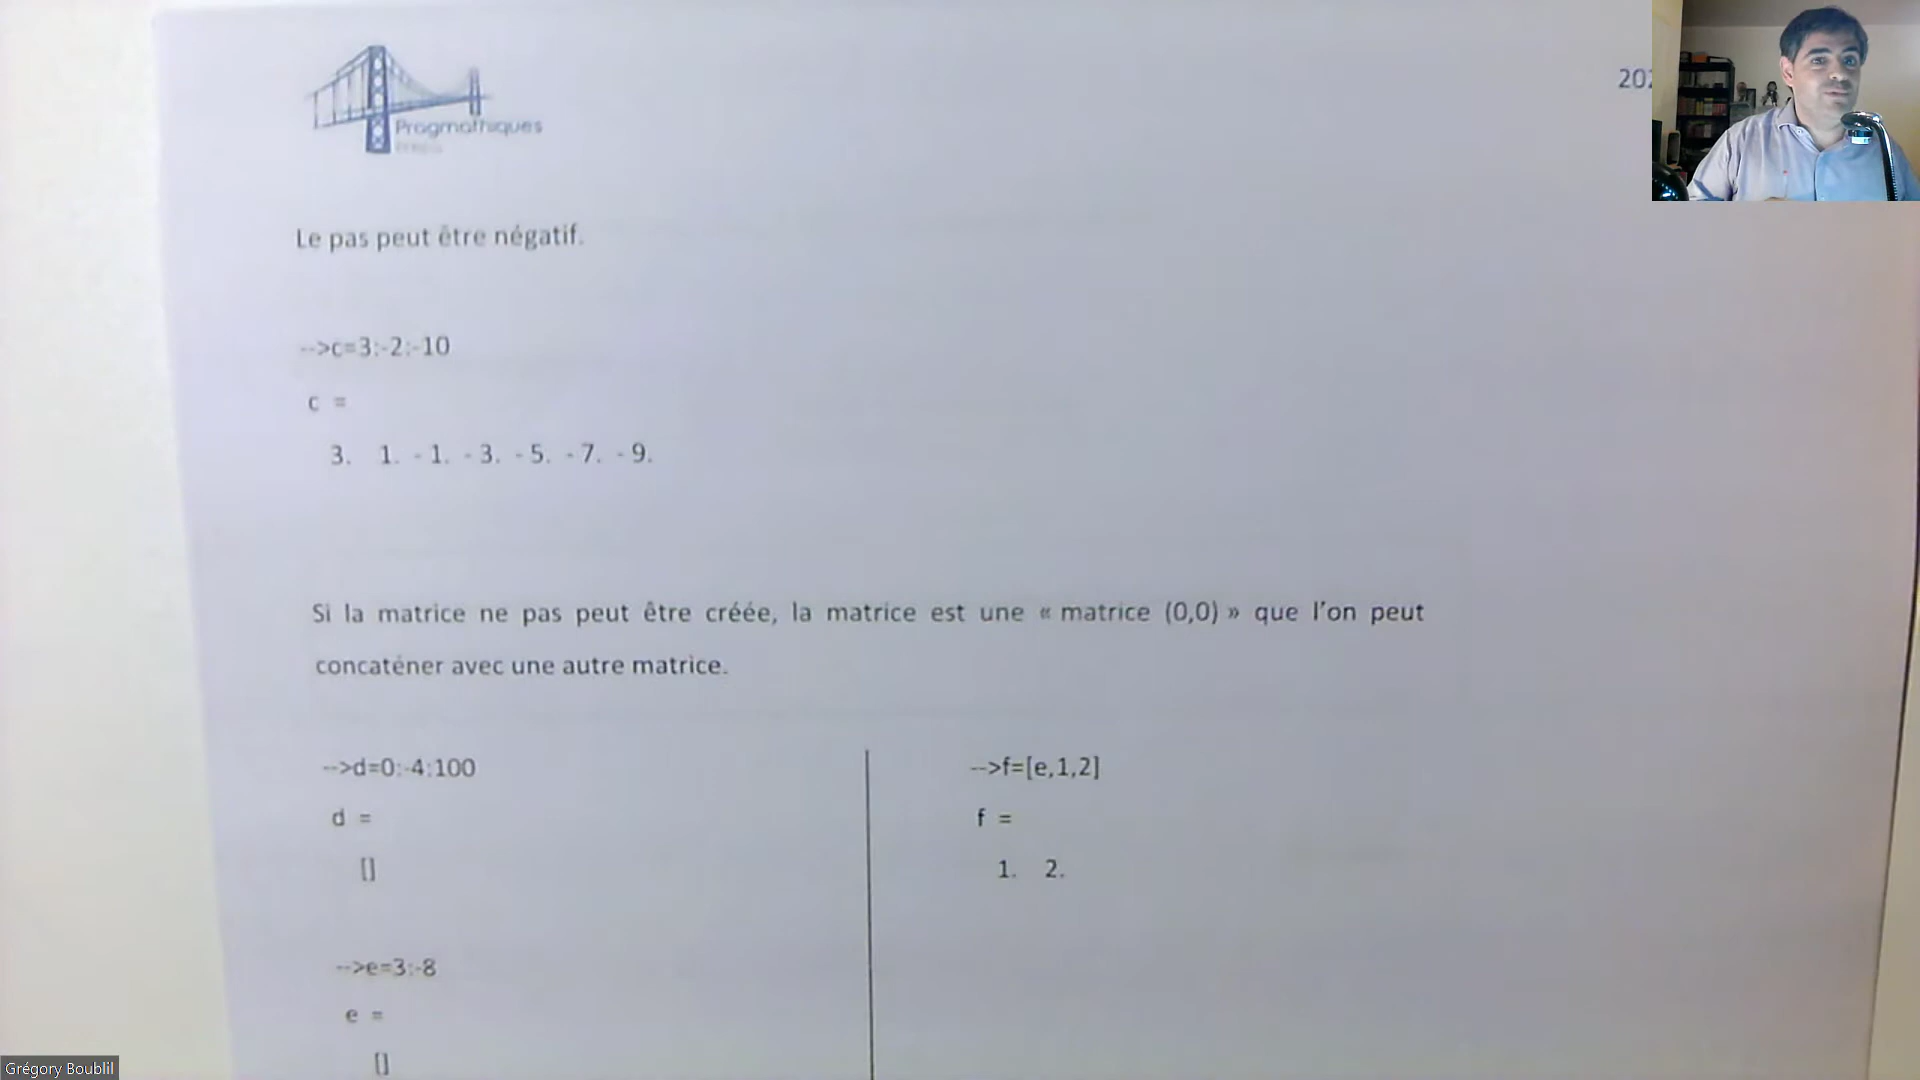 Pragmathiques
202
Le pas peut être négatif.
-->c=3:-2:-10
c =
3. 1. - 1. - 3. - 5. - 7. - 9.
Si la matrice ne pas peut être créée, la matrice est une « matrice (0,0) » que l'on peut
concaténer avec une autre matrice.
-->d=0:-4:100
d =
[]
-->e=3:-8
e =
[]
-->f=[e,1,2]
f =
1. 2.
Grégory Boublil